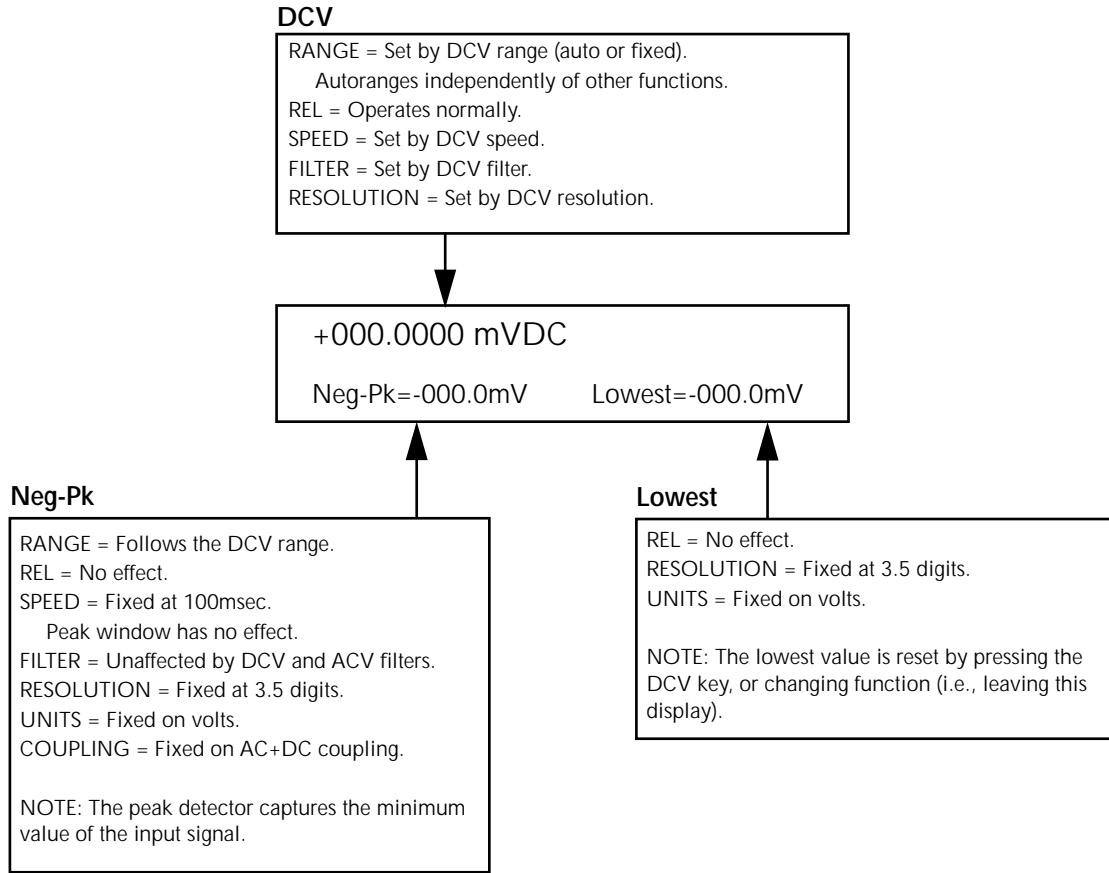 DCV
RANGE = Set by DCV range (auto or fixed).
Autoranges independently of other functions.
REL = Operates normally.
SPEED = Set by DCV speed.
FILTER = Set by DCV filter.
RESOLUTION = Set by DCV resolution.
+000.0000 mVDC
Neg-Pk=-000.0mV Lowest=-000.0mV
Neg-Pk
RANGE = Follows the DCV range.
REL = No effect.
SPEED = Fixed at 100msec.
Peak window has no effect.
FILTER = Unaffected by DCV and ACV filters.
RESOLUTION = Fixed at 3.5 digits.
UNITS = Fixed on volts.
COUPLING = Fixed on AC+DC coupling.
NOTE: The peak detector captures the minimum
value of the input signal.
Lowest
REL = No effect.
RESOLUTION = Fixed at 3.5 digits.
UNITS = Fixed on volts.
NOTE: The lowest value is reset by pressing the
DCV key, or changing function (i.e., leaving this
display).